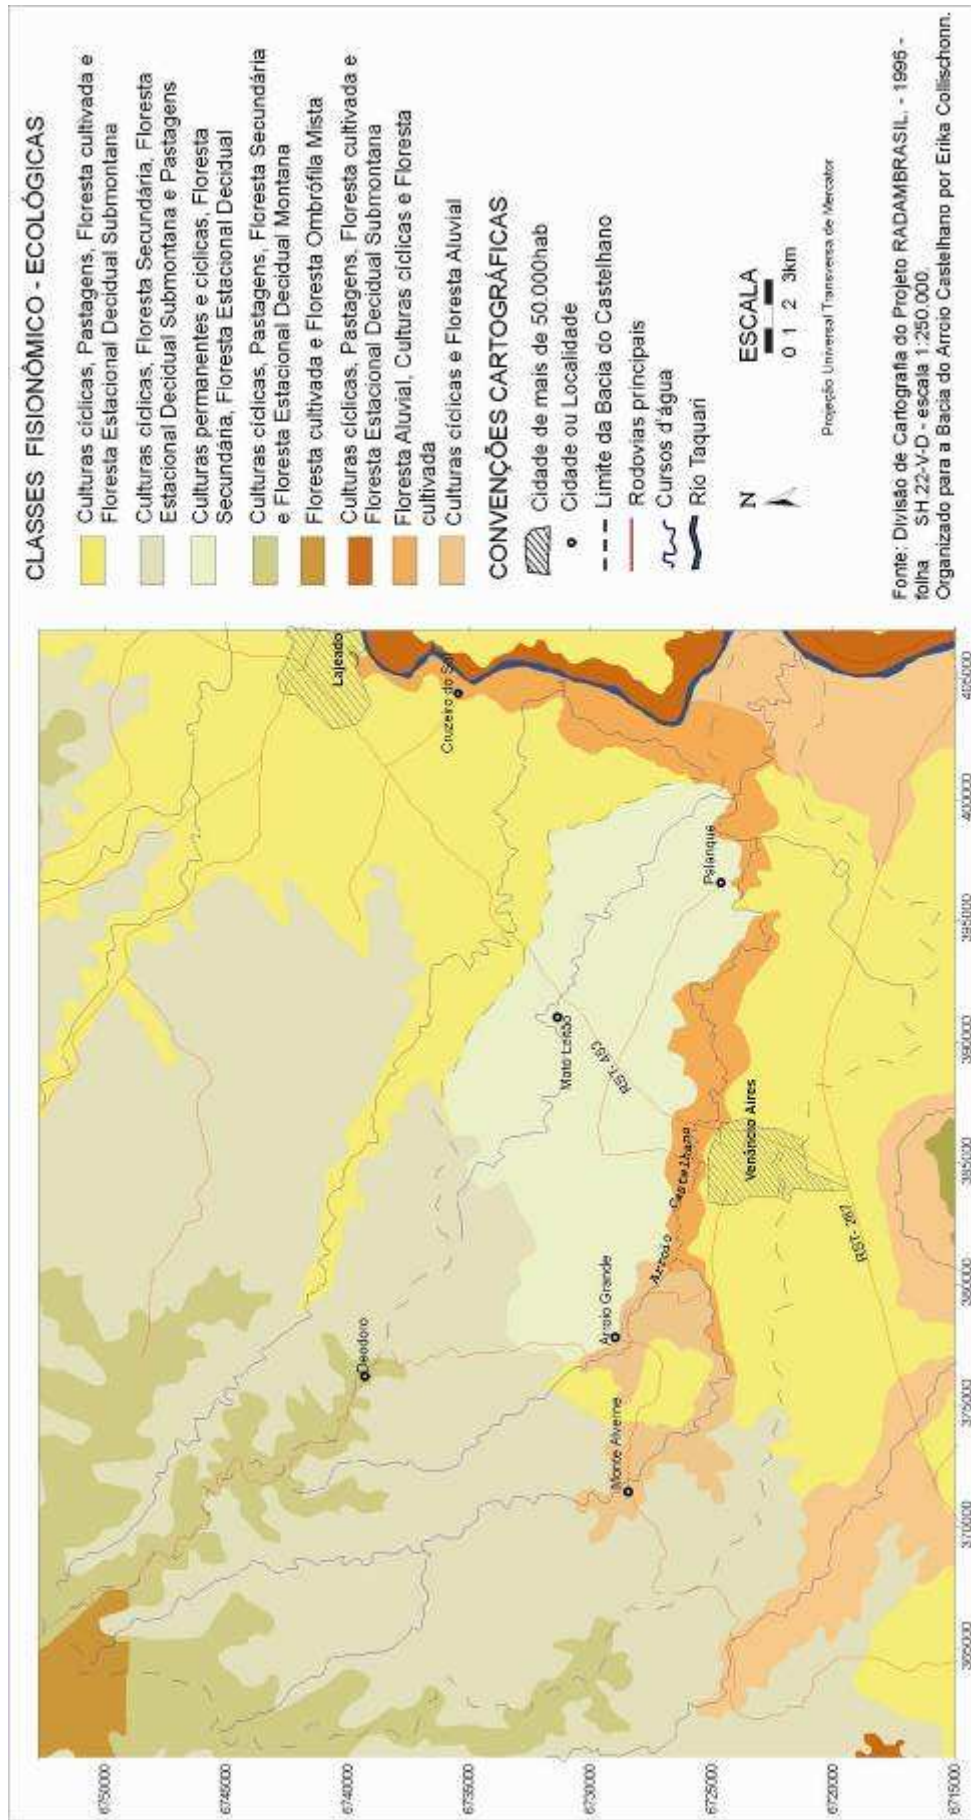 CLASSES FISIONÔMICO - ECOLÓGICAS
Culturas cíclicas, Pastagens, Floresta cultivada e
Floresta Estacional Decidual Submontana
Culturas cíclicas, Floresta Secundária, Floresta
Estacional Decidual Submontana e Pastagens
Culturas permanentes e cíclicas, Floresta
Secundária, Floresta Estacional Decidual
Culturas cíclicas, Pastagens, Floresta Secundária
e Floresta Estacional Decidual Montana
Floresta cultivada e Floresta Ombrófila Mista
Culturas cíclicas, Pastagens, Floresta cultivada e
Floresta Estacional Decidual Submontana
Floresta Aluvial, Culturas cíclicas e Floresta
cultivada
Culturas cíclicas e Floresta Aluvial
CONVENÇÕES CARTOGRÁFICAS
Cidade de mais de 50.000hab
Cidade ou Localidade
Limite da Bacia do Castelhano
Rodovias principais
Cursos d'água
Rio Taquari
N
ESCALA
0 1 2 3km
Projeção Universal Transversa de Mercator
Fonte: Divisão de Cartografia do Projeto RADAMBRASIL. - 1996 -
folha SH.22-V-D - escala 1:250.000.
Organizado para a Bacia do Arroio Castelhano por Erika Collischonn.
Lajeado
Cruzeiro do Sul
Deodoro
Mato Leitão
Palanque
RST- 453
Arroio Grande
Monte Alverne
Arroio Castelhano
Venâncio Aires
RST- 287
6750000
6745000
6740000
6735000
6730000
6725000
6720000
6715000
365000
370000
375000
380000
385000
390000
395000
400000
405000